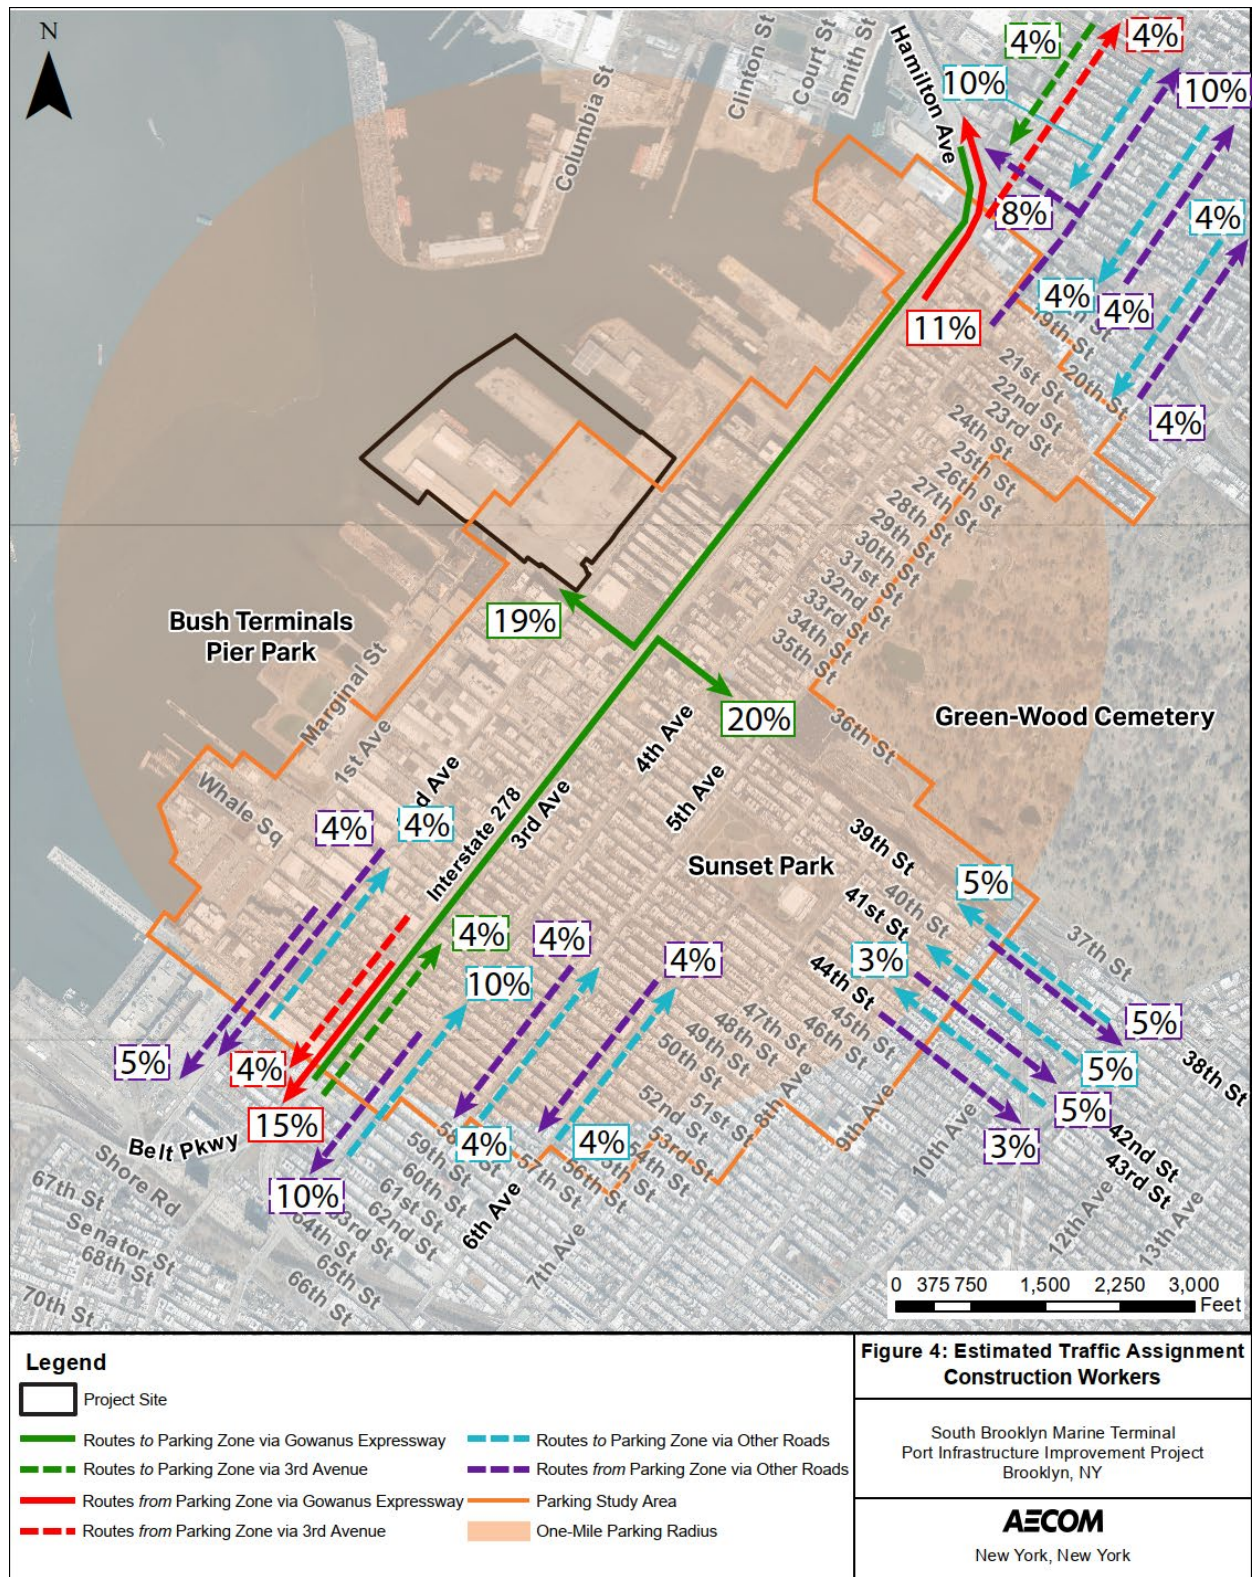 N
4%
4%
10%
10%
Hamilton Ave
Clinton St
Court St
Smith St
Columbia St
8%
4%
4%
4%
11%
19th St
20th St
4%
21st St
22nd St
23rd St
24th St
25th St
26th St
27th St
28th St
29th St
30th St
31st St
32nd St
33rd St
34th St
35th St
36th St
19%
20%
Bush Terminals
Pier Park
Green-Wood Cemetery
Marginal St
1st Ave
Whale Sq
4th Ave
5th Ave
Interstate 278
3rd Ave
4%
4%
Sunset Park
39th St
40th St
41st St
44th St
5%
3%
37th St
4%
4%
10%
4%
45th St
46th St
47th St
48th St
49th St
50th St
51st St
52nd St
53rd St
54th St
56th St
57th St
5%
4%
15%
10%
4%
4%
5%
5%
5%
3%
38th St
42nd St
43rd St
8th Ave
9th Ave
10th Ave
12th Ave
13th Ave
Belt Pkwy
Shore Rd
67th St
Senator St
68th St
70th St
59th St
60th St
61st St
62nd St
63rd St
64th St
65th St
66th St
6th Ave
7th Ave
0 375 750 1,500 2,250 3,000
Feet
Legend
Project Site
Routes to Parking Zone via Gowanus Expressway
Routes to Parking Zone via 3rd Avenue
Routes from Parking Zone via Gowanus Expressway
Routes from Parking Zone via 3rd Avenue
Routes to Parking Zone via Other Roads
Routes from Parking Zone via Other Roads
Parking Study Area
One-Mile Parking Radius
Figure 4: Estimated Traffic Assignment
Construction Workers
South Brooklyn Marine Terminal
Port Infrastructure Improvement Project
Brooklyn, NY
AECOM
New York, New York